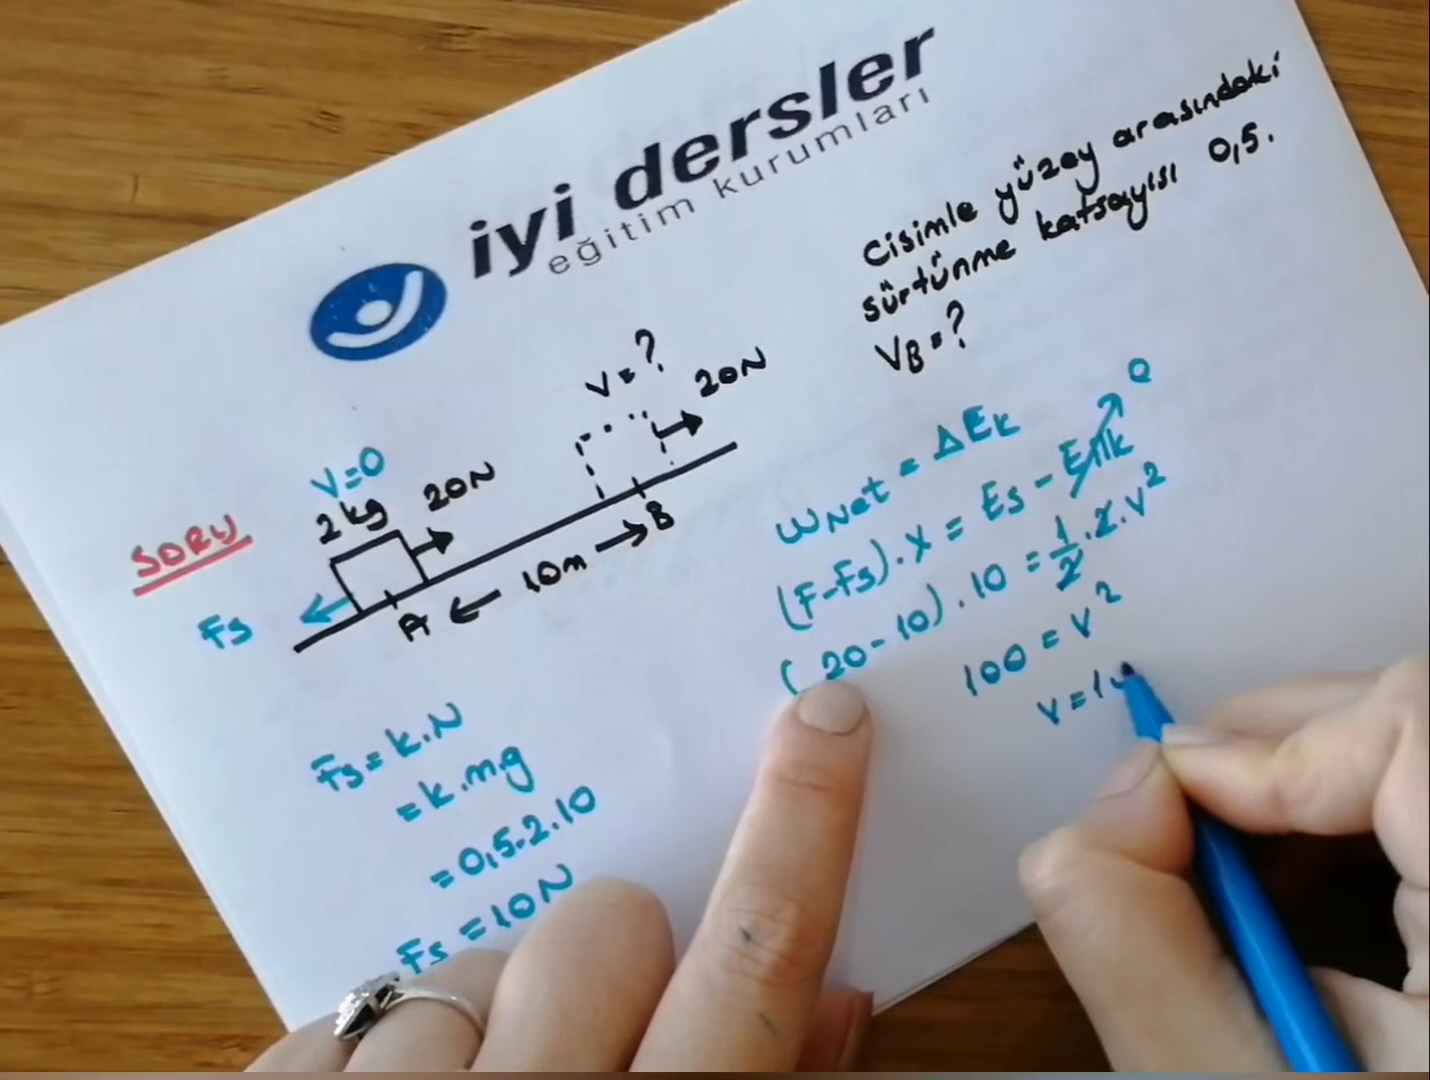 iyi dersler
eğitim kurumları
Cisimle yüzey arasındaki
sürtünme katsayısı 0,5.
VB=?
SORU
V=0
2kg
20N
V=?
20N
Fs
A
10m
B
Fs=k.N
=k.m.g
=0,5.2.10
Fs=10N
WNet=ΔEk
(F-Fs).x=Es-Eilk
0
(20-10).10=1/2.2.v²
100=v²